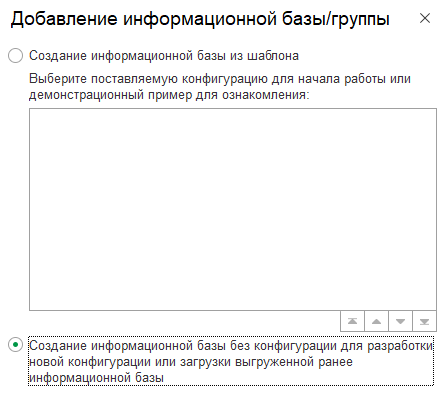 Добавление информационной базы/группы
Создание информационной базы из шаблона
Выберите поставляемую конфигурацию для начала работы или
демонстрационный пример для ознакомления:
Создание информационной базы без конфигурации для разработки
новой конфигурации или загрузки выгруженной ранее
информационной базы